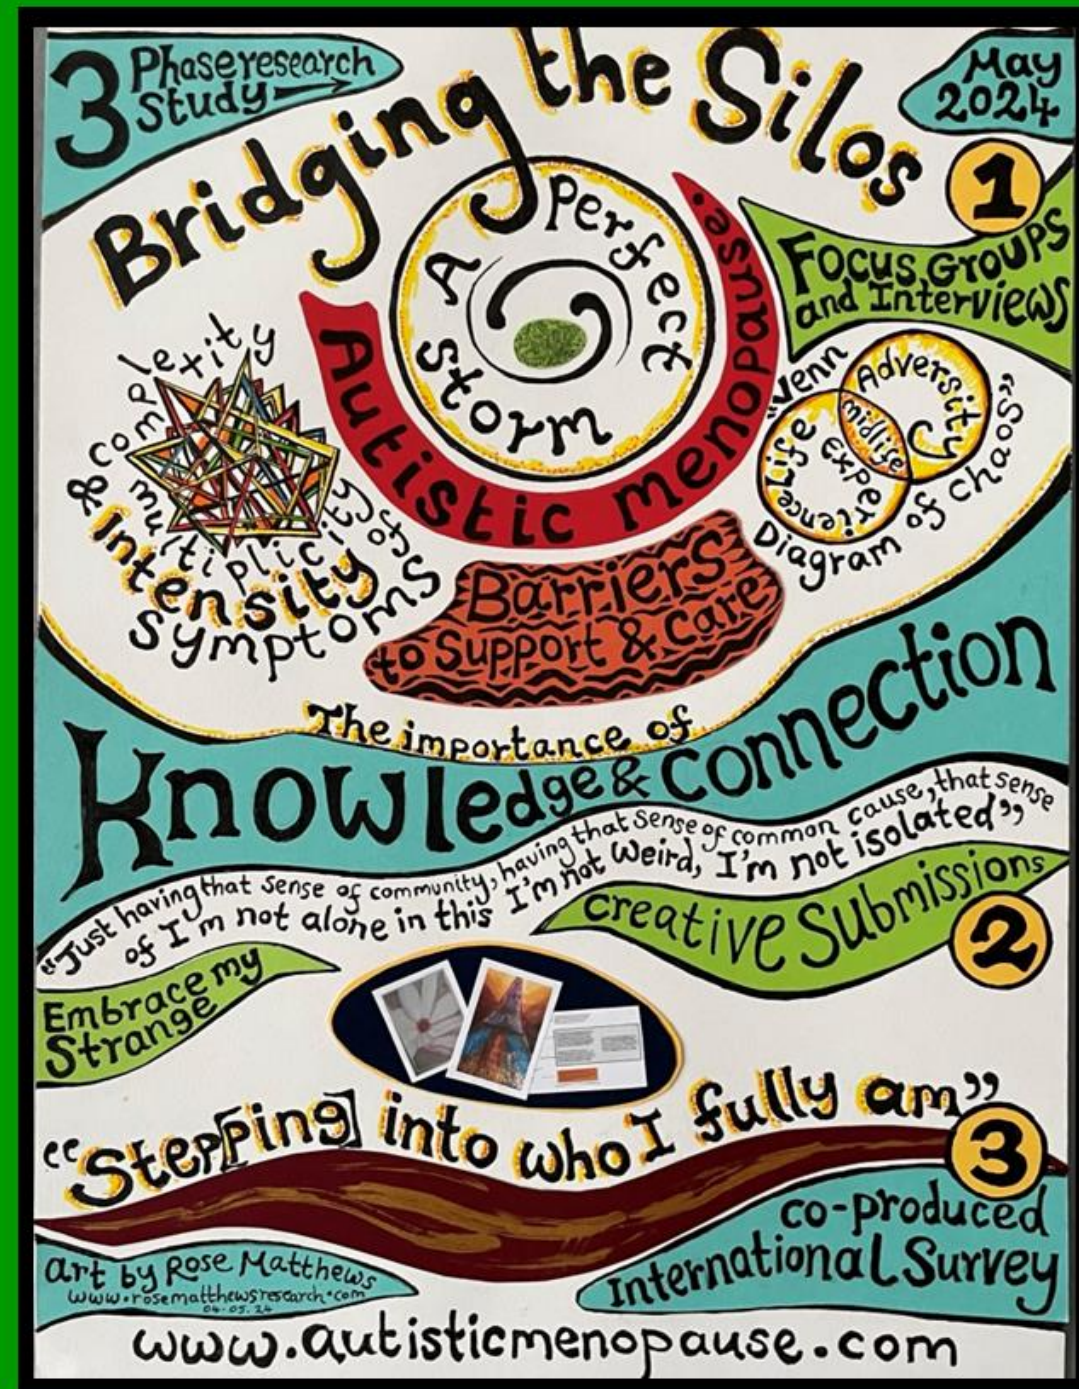 3 Phase research
Study
Bridging the Silos
May
2024
1
Focus Groups
and Interviews
A Perfect
Storm
Autistic menopause.
complexity
multiplicity of
& Intensity
symptoms
"Venn
Diagram of chaos"
Adversity
midlife
Life
Experience
Barriers
to Support & care
The importance of
Knowledge & connection
"Just having that sense of community, having that sense of common cause, that sense
of I'm not alone in this I'm not weird, I'm not isolated"
creative Submissions
2
Embrace my
Strange
"Step[ping] into who I fully am"
3
co-produced
International Survey
art by Rose Matthews
www.rosematthewsresearch.com
04.05.24
www.autisticmenopause.com